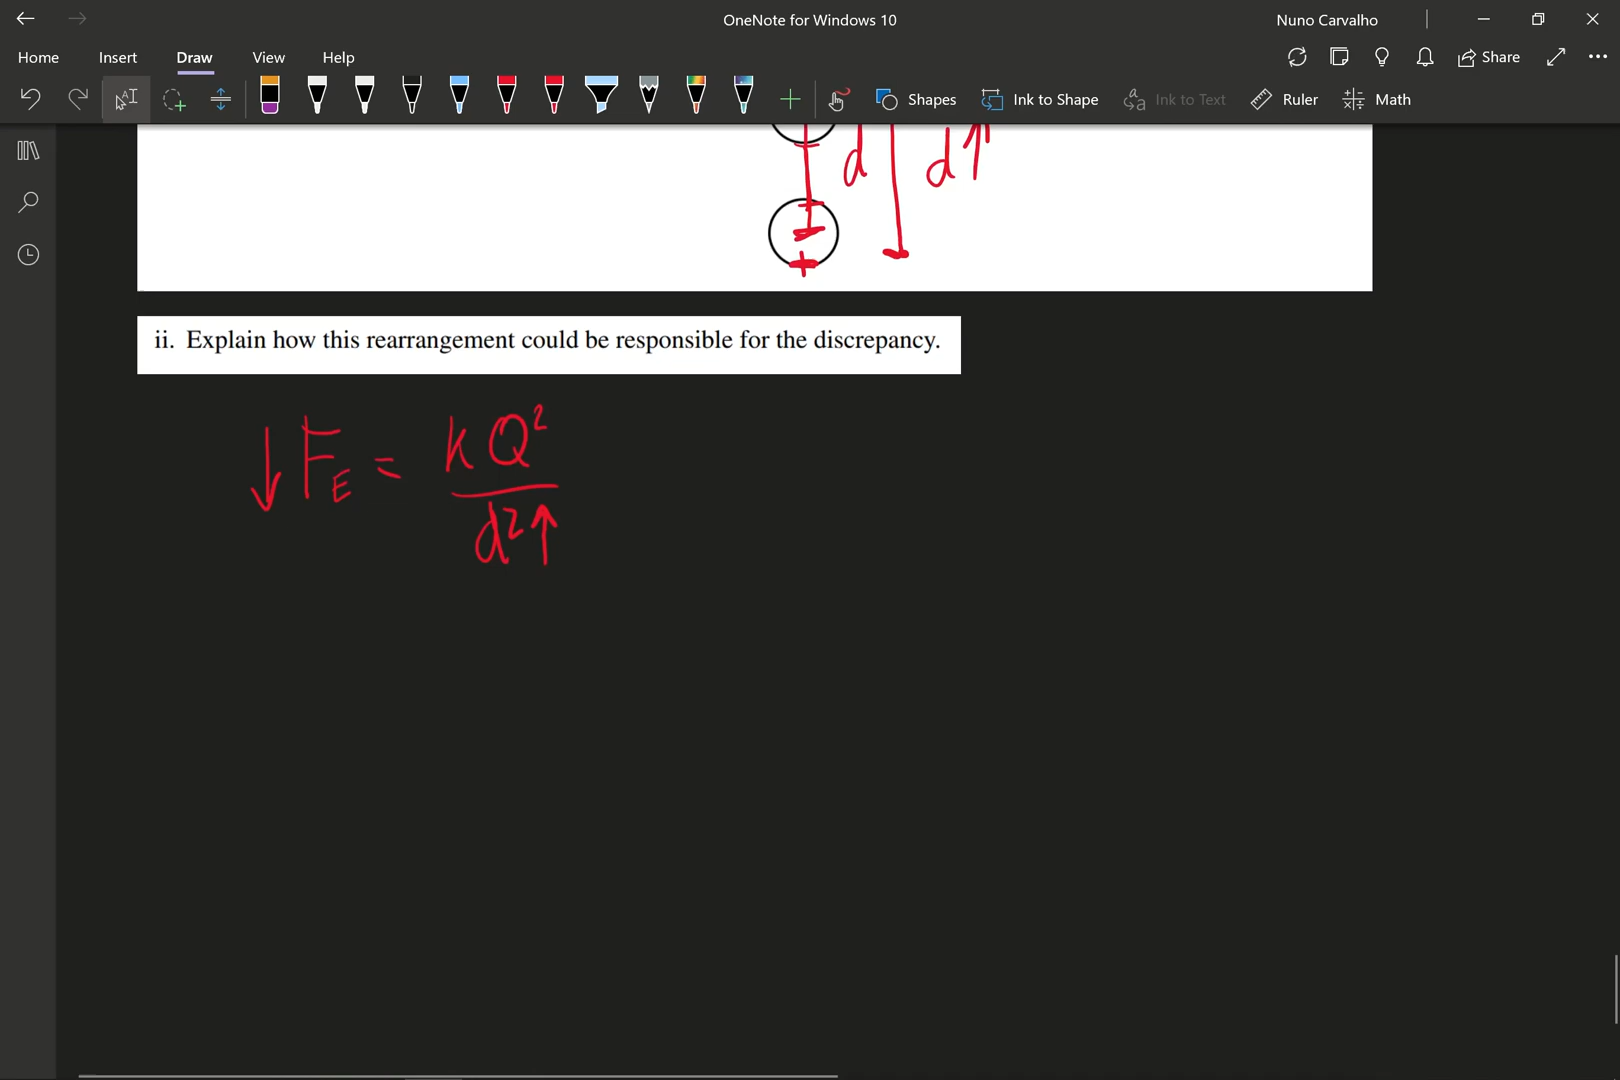 OneNote for Windows 10
Nuno Carvalho
Home Insert Draw View Help
Share
Shapes Ink to Shape Ink to Text Ruler Math
d d↑
ii. Explain how this rearrangement could be responsible for the discrepancy.
↓ F_E = kQ²
d²↑